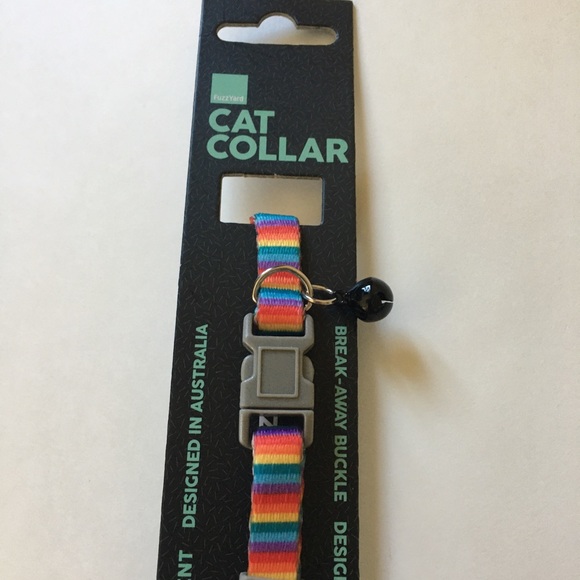 FuzzYard
CAT
COLLAR
DESIGNED IN AUSTRALIA
BREAK-AWAY BUCKLE